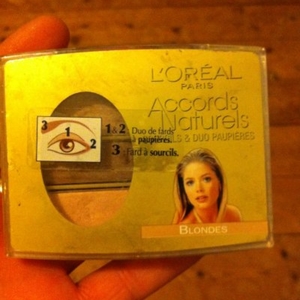 L'ORÉAL
PARIS
Accords
Naturels
& DUO PAUPIÈRES
3
1
2
1&2 : Duo de fards
à paupières.
3 : Fard à sourcils.
BLONDES